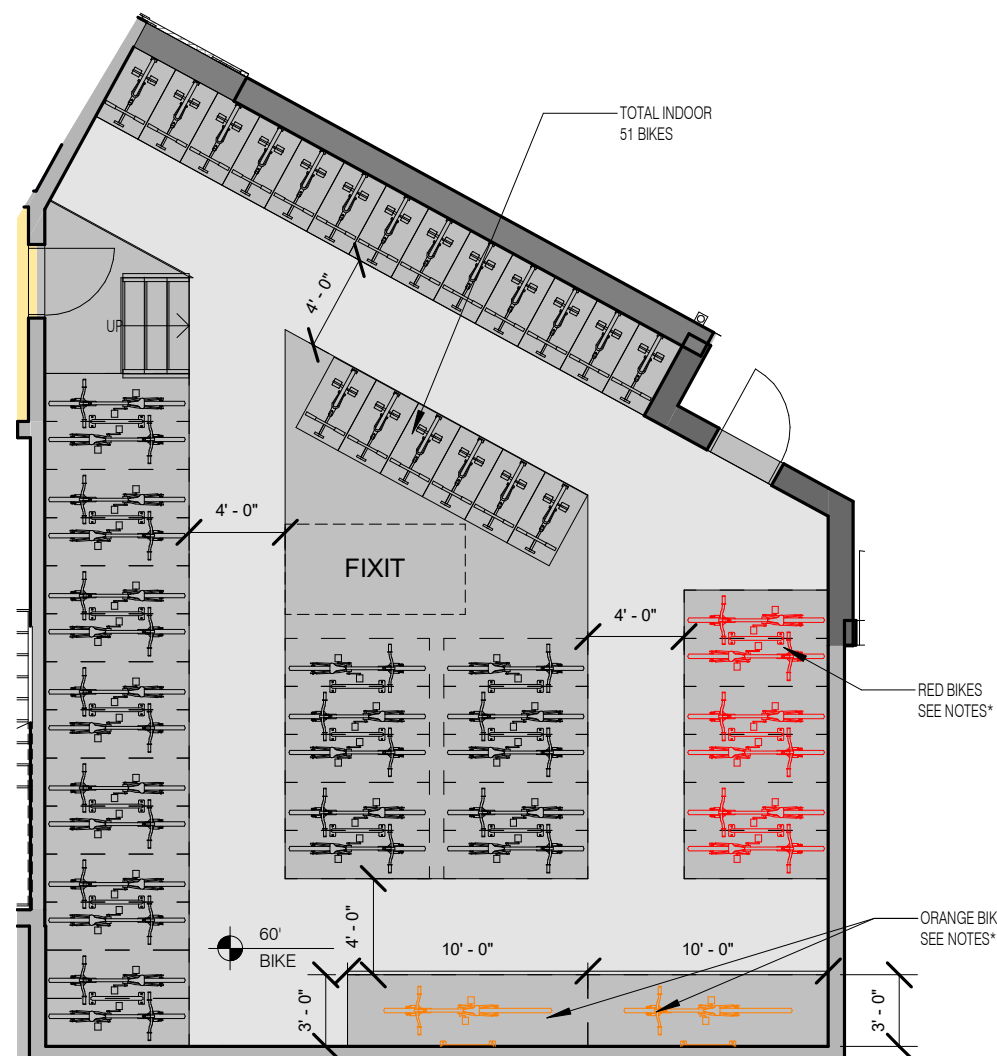 TOTAL INDOOR
51 BIKES
4' - 0"
UP
4' - 0"
FIXIT
4' - 0"
RED BIKES
SEE NOTES*
60'
BIKE
4' - 0"
10' - 0"
10' - 0"
ORANGE BIK
SEE NOTES*
3' - 0"
3' - 0"